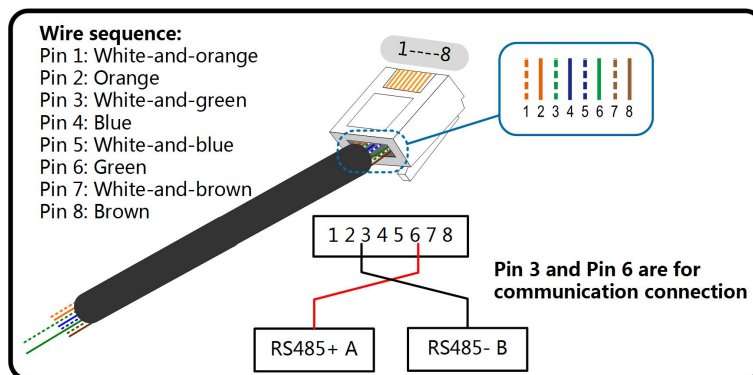 Wire sequence:
Pin 1: White-and-orange
Pin 2: Orange
Pin 3: White-and-green
Pin 4: Blue
Pin 5: White-and-blue
Pin 6: Green
Pin 7: White-and-brown
Pin 8: Brown
1----8
1 2 3 4 5 6 7 8
1 2 3 4 5 6 7 8
Pin 3 and Pin 6 are for
communication connection
RS485+ A
RS485- B